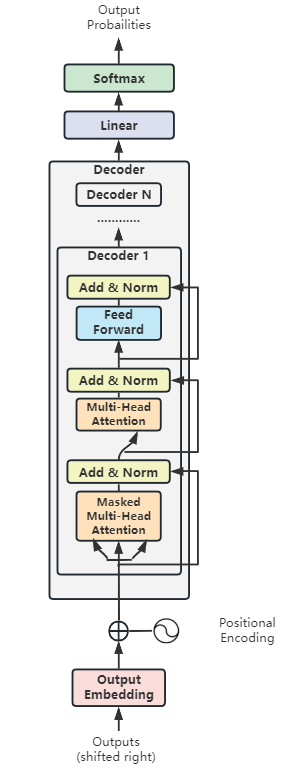 Output
Probailities
Softmax
Linear
Decoder
Decoder N
............
Decoder 1
Add & Norm
Feed
Forward
Add & Norm
Multi-Head
Attention
Add & Norm
Masked
Multi-Head
Attention
Positional
Encoding
Output
Embedding
Outputs
(shifted right)